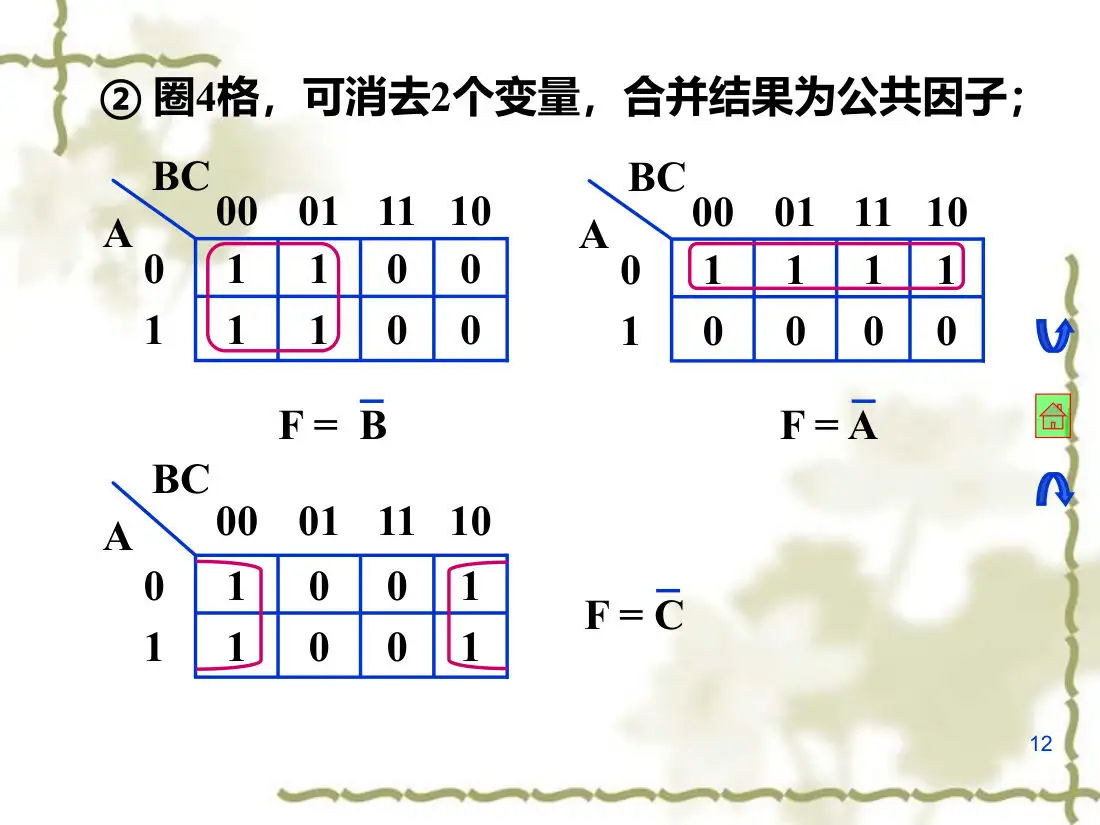 ② 圈4格，可消去2个变量，合并结果为公共因子；
BC
A
00 01 11 10
0 1 1 0 0
1 1 1 0 0
F = B̅
BC
A
00 01 11 10
0 1 1 1 1
1 0 0 0 0
F = A̅
BC
A
00 01 11 10
0 1 0 0 1
1 1 0 0 1
F = C̅
12